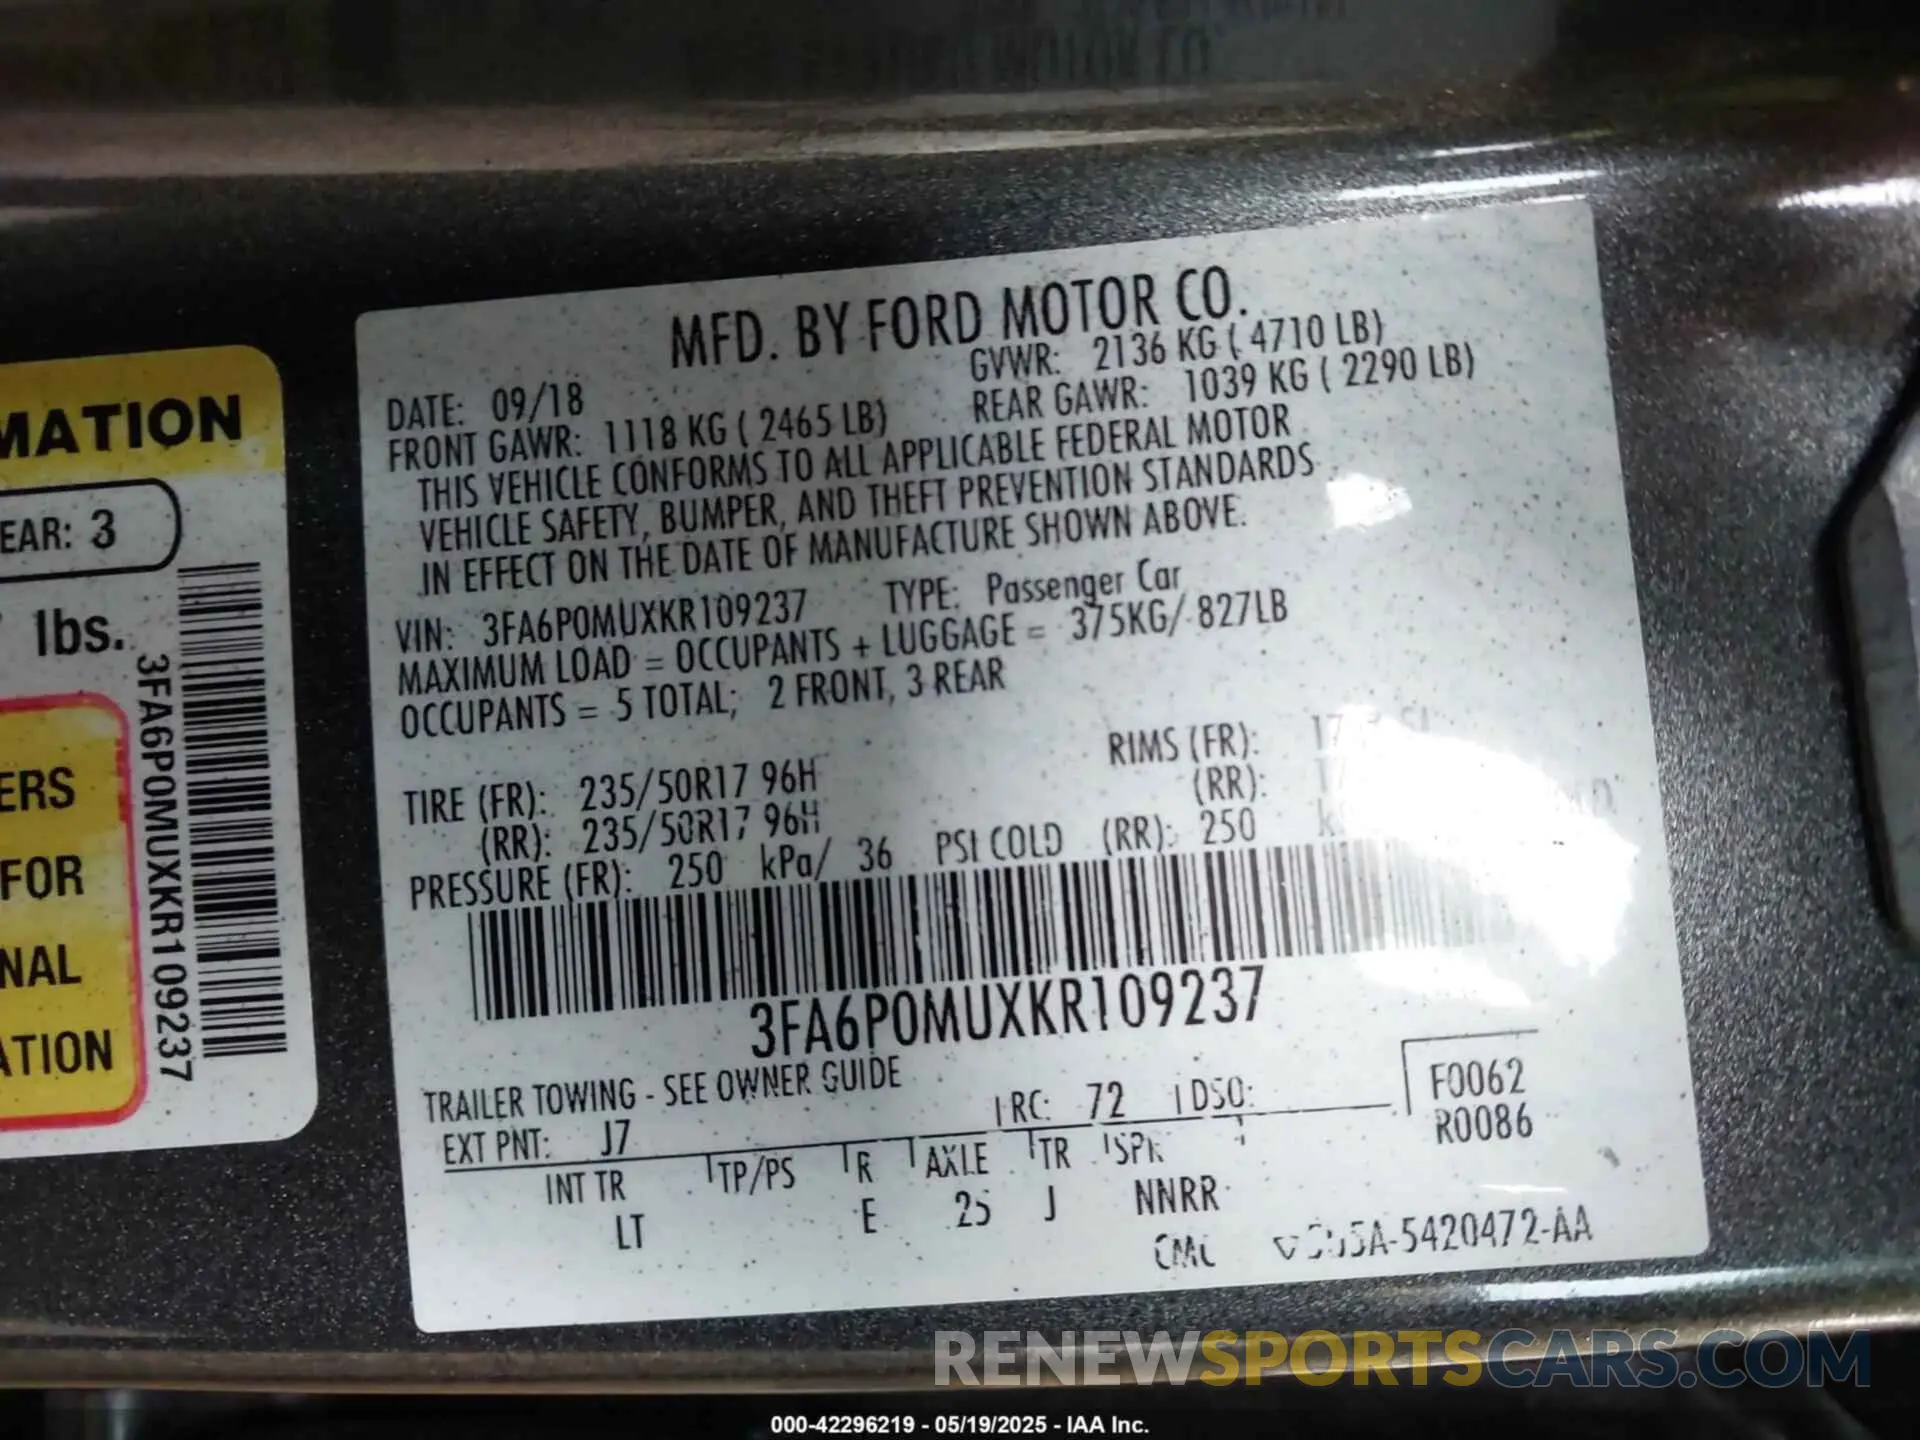 MATION
EAR: 3
lbs.
3FA6P0MUXKR109237
ERS
FOR
NAL
ATION
MFD. BY FORD MOTOR CO.
DATE: 09/18 GVWR: 2136 KG ( 4710 LB)
FRONT GAWR: 1118 KG ( 2465 LB) REAR GAWR: 1039 KG ( 2290 LB)
THIS VEHICLE CONFORMS TO ALL APPLICABLE FEDERAL MOTOR
VEHICLE SAFETY, BUMPER, AND THEFT PREVENTION STANDARDS
IN EFFECT ON THE DATE OF MANUFACTURE SHOWN ABOVE.
VIN: 3FA6P0MUXKR109237 TYPE: Passenger Car
MAXIMUM LOAD = OCCUPANTS + LUGGAGE = 375KG/ 827LB
OCCUPANTS = 5 TOTAL; 2 FRONT, 3 REAR
TIRE (FR): 235/50R17 96H RIMS (FR):
(RR): 235/50R17 96H (RR):
PRESSURE (FR): 250 kPa/ 36 PSI COLD (RR): 250
3FA6P0MUXKR109237
TRAILER TOWING - SEE OWNER GUIDE
EXT PNT: J7 RC: 72 DSO: F0062
R0086
INT TR TP/PS R AXLE TR SPR
LT E 25 J NNRR
RENEWSPORTSCARS.COM
000-42296219 - 05/19/2025 - IAA Inc.